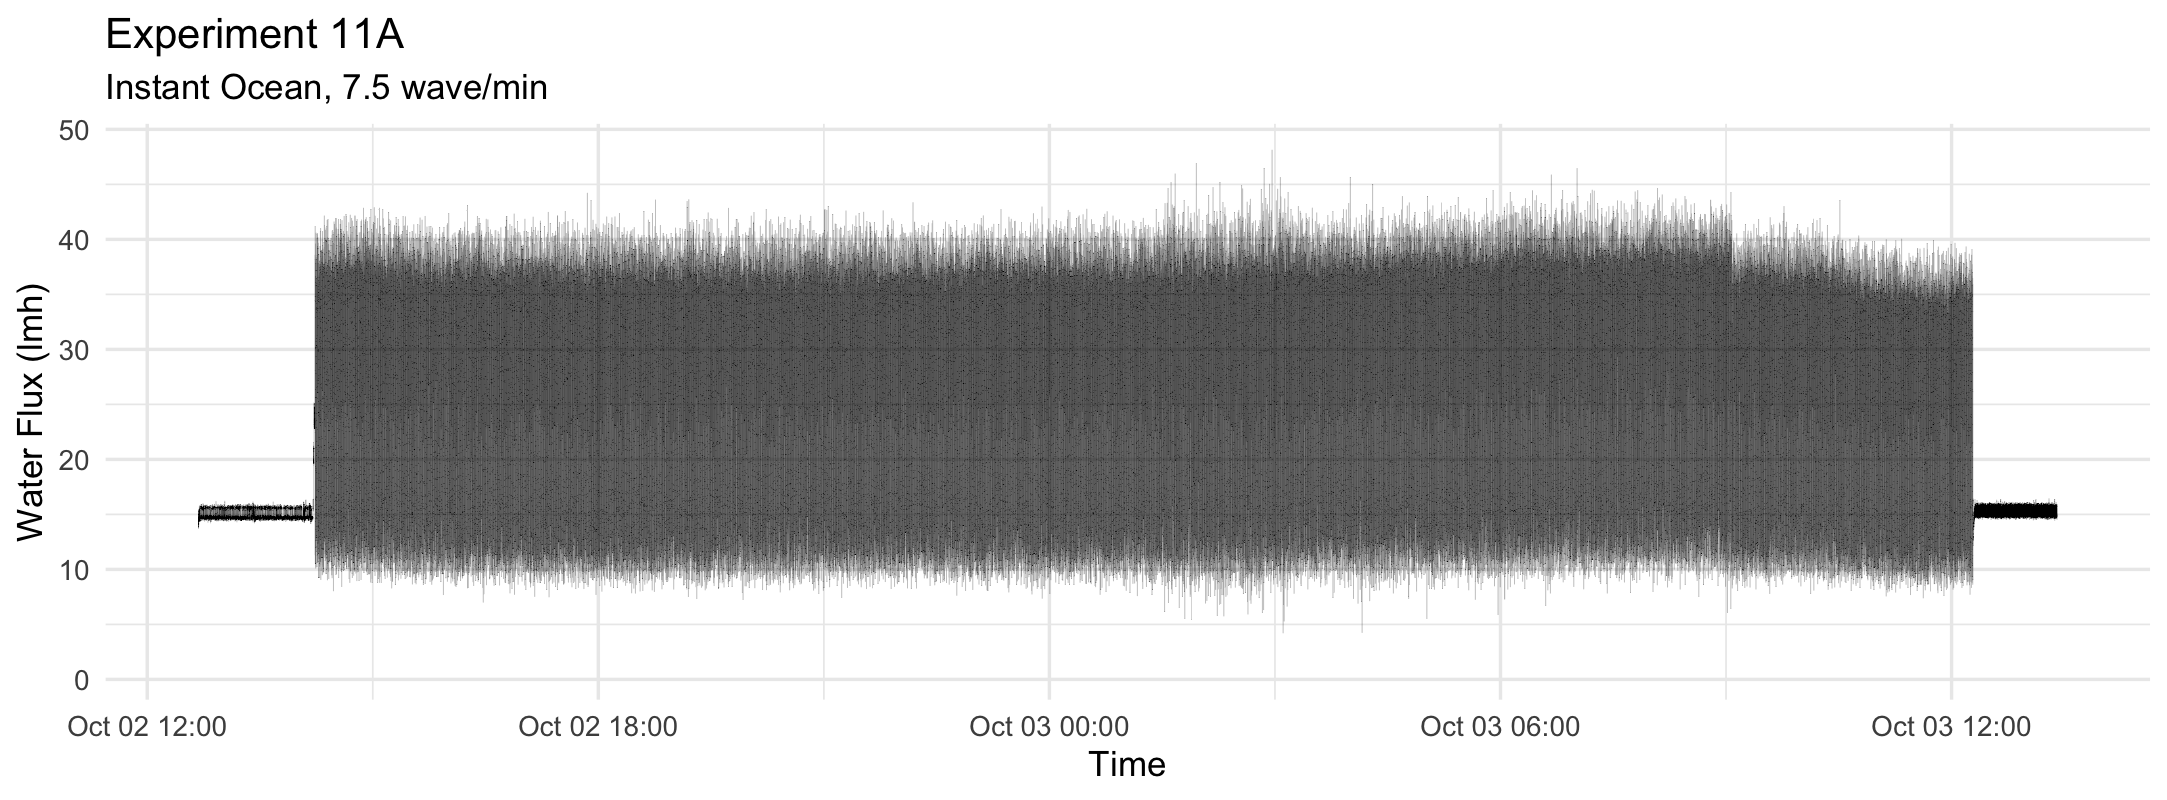 Experiment 11A
Instant Ocean, 7.5 wave/min
50
40
30
20
10
0
Water Flux (lmh)
Oct 02 12:00 Oct 02 18:00 Oct 03 00:00 Oct 03 06:00 Oct 03 12:00
Time